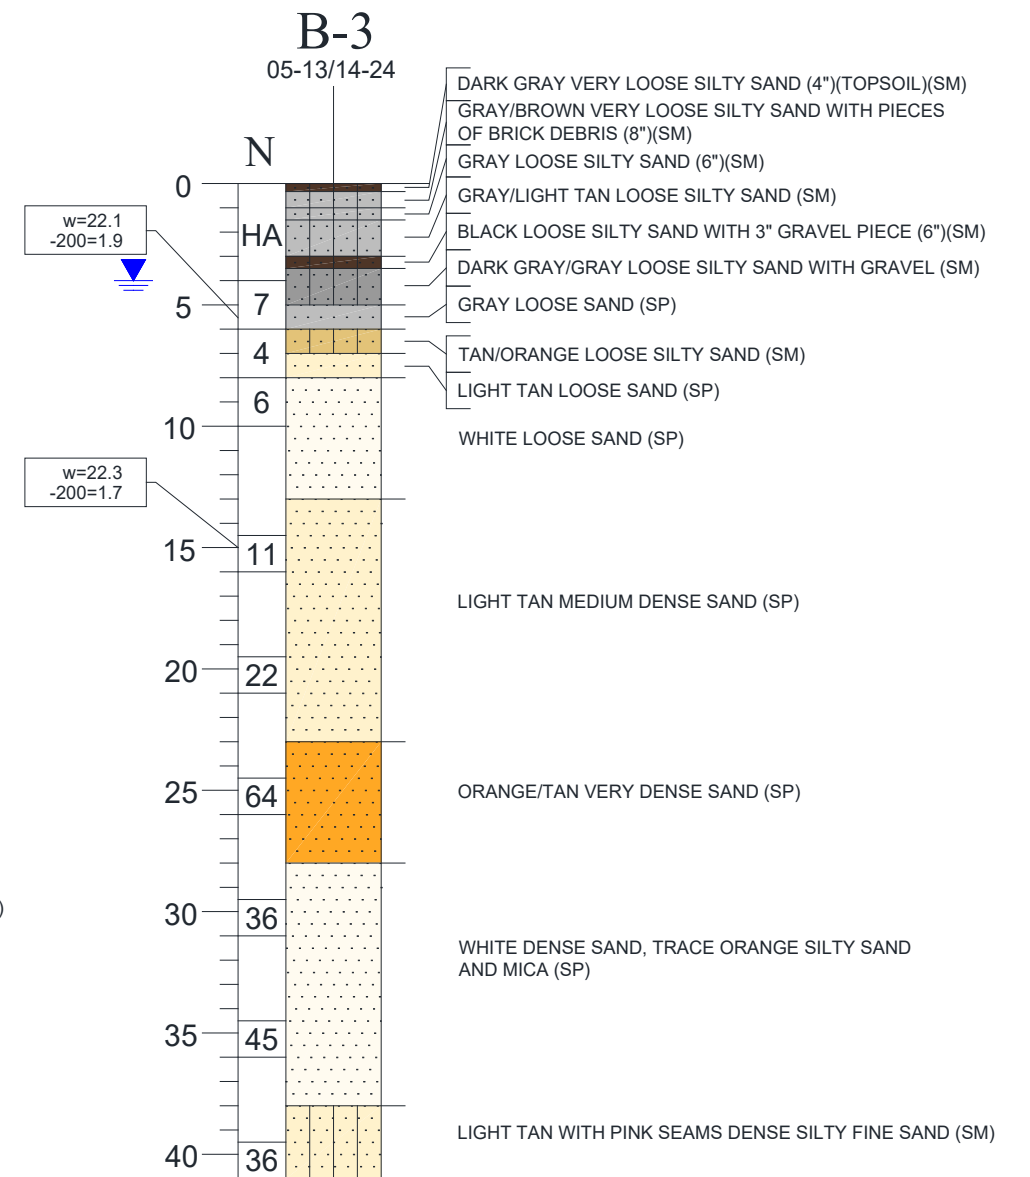 B-3
05-13/14-24
N
DARK GRAY VERY LOOSE SILTY SAND (4")(TOPSOIL)(SM)
GRAY/BROWN VERY LOOSE SILTY SAND WITH PIECES
OF BRICK DEBRIS (8")(SM)
GRAY LOOSE SILTY SAND (6")(SM)
0
GRAY/LIGHT TAN LOOSE SILTY SAND (SM)
w=22.1
-200=1.9
HA
BLACK LOOSE SILTY SAND WITH 3" GRAVEL PIECE (6")(SM)
DARK GRAY/GRAY LOOSE SILTY SAND WITH GRAVEL (SM)
5
7
GRAY LOOSE SAND (SP)
4
TAN/ORANGE LOOSE SILTY SAND (SM)
LIGHT TAN LOOSE SAND (SP)
6
10
WHITE LOOSE SAND (SP)
w=22.3
-200=1.7
15
11
LIGHT TAN MEDIUM DENSE SAND (SP)
20
22
25
64
ORANGE/TAN VERY DENSE SAND (SP)
)
30
36
WHITE DENSE SAND, TRACE ORANGE SILTY SAND
AND MICA (SP)
35
45
LIGHT TAN WITH PINK SEAMS DENSE SILTY FINE SAND (SM)
40
36